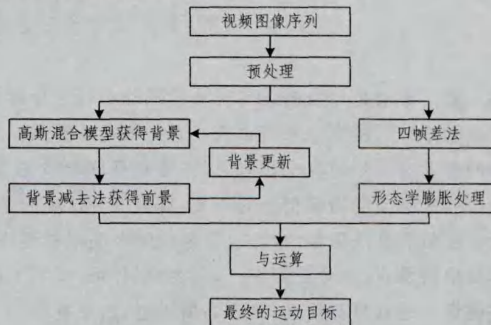 视频图像序列
预处理
高斯混合模型获得背景
四帧差法
背景更新
背景减去法获得前景
形态学膨胀处理
与运算
最终的运动目标